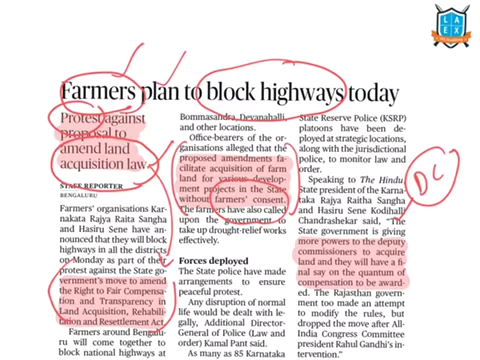 LA
EX
Farmers plan to block highways today
Protest against
proposal to
amend land
acquisition law
STAFF REPORTER
BENGALURU
Farmers' organisations Kar-
nataka Rajya Raita Sangha
and Hasiru Sene have an-
nounced that they will block
highways in all the districts
on Monday as part of their
protest against the State go-
vernment's move to amend
the Right to Fair Compensa-
tion and Transparency in
Land Acquisition, Rehabili-
tation and Resettlement Act.
Farmers around Bengalu-
ru will come together to
block national highways at
Bommasandra, Devanahalli,
and other locations.
Office-bearers of the or-
ganisations alleged that the
proposed amendments fa-
cilitate acquisition of farm
land for various develop-
ment projects in the State
without farmers' consent.
The farmers have also called
upon the government to
take up drought-relief works
effectively.
Forces deployed
The State police have made
arrangements to ensure
peaceful protest.
Any disruption of normal
life would be dealt with le-
gally, Additional Director-
General of Police (Law and
order) Kamal Pant said.
As many as 85 Karnataka
State Reserve Police (KSRP)
platoons have been de-
ployed at strategic locations,
along with the jurisdictional
police, to monitor law and
order.
Speaking to The Hindu,
State president of the Karna-
taka Rajya Raitha Sangha
and Hasiru Sene Kodihalli
Chandrashekar said, "The
State government is giving
more powers to the deputy
commissioners to acquire
land and they will have a fi-
nal say on the quantum of
compensation to be award-
ed. The Rajasthan govern-
ment too made an attempt
to modify the rules, but
dropped the move after All-
India Congress Committee
president Rahul Gandhi's
intervention."
DC